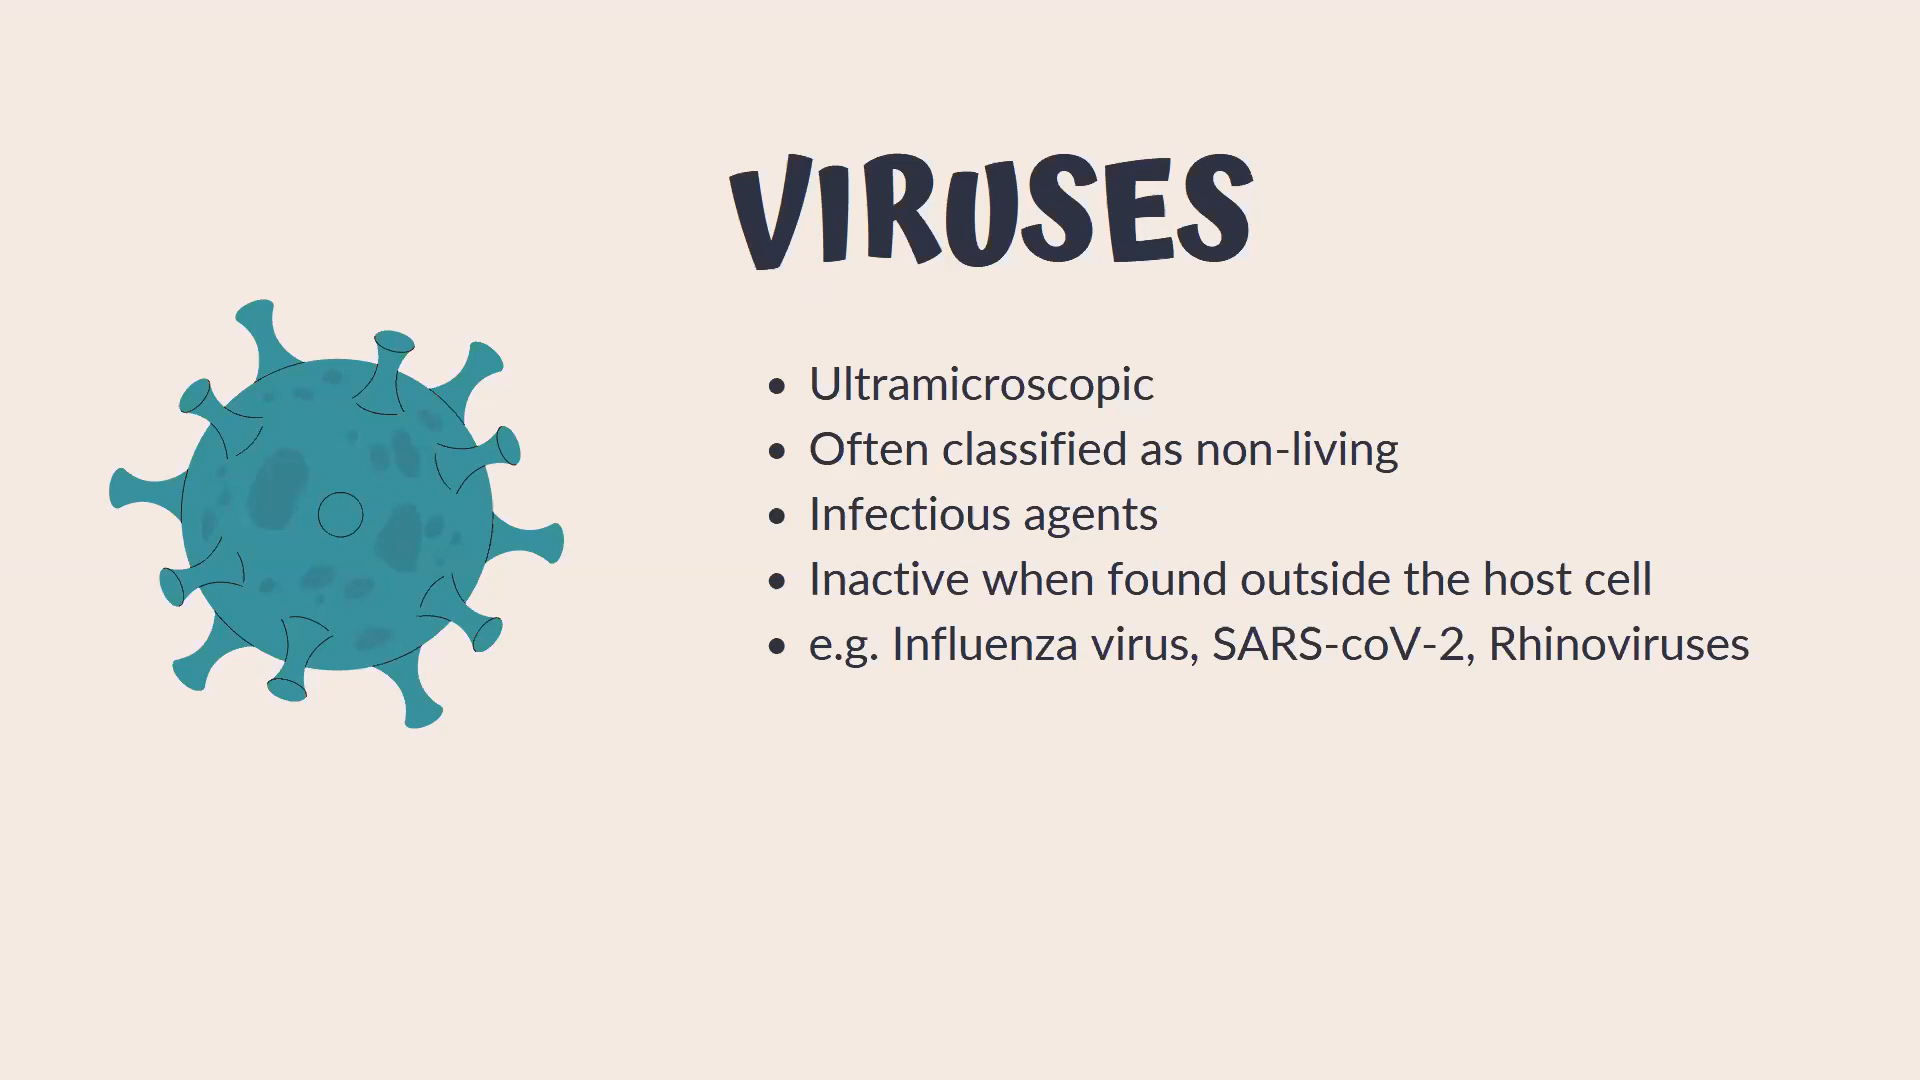 VIRUSES
• Ultramicroscopic
• Often classified as non-living
• Infectious agents
• Inactive when found outside the host cell
• e.g. Influenza virus, SARS-coV-2, Rhinoviruses